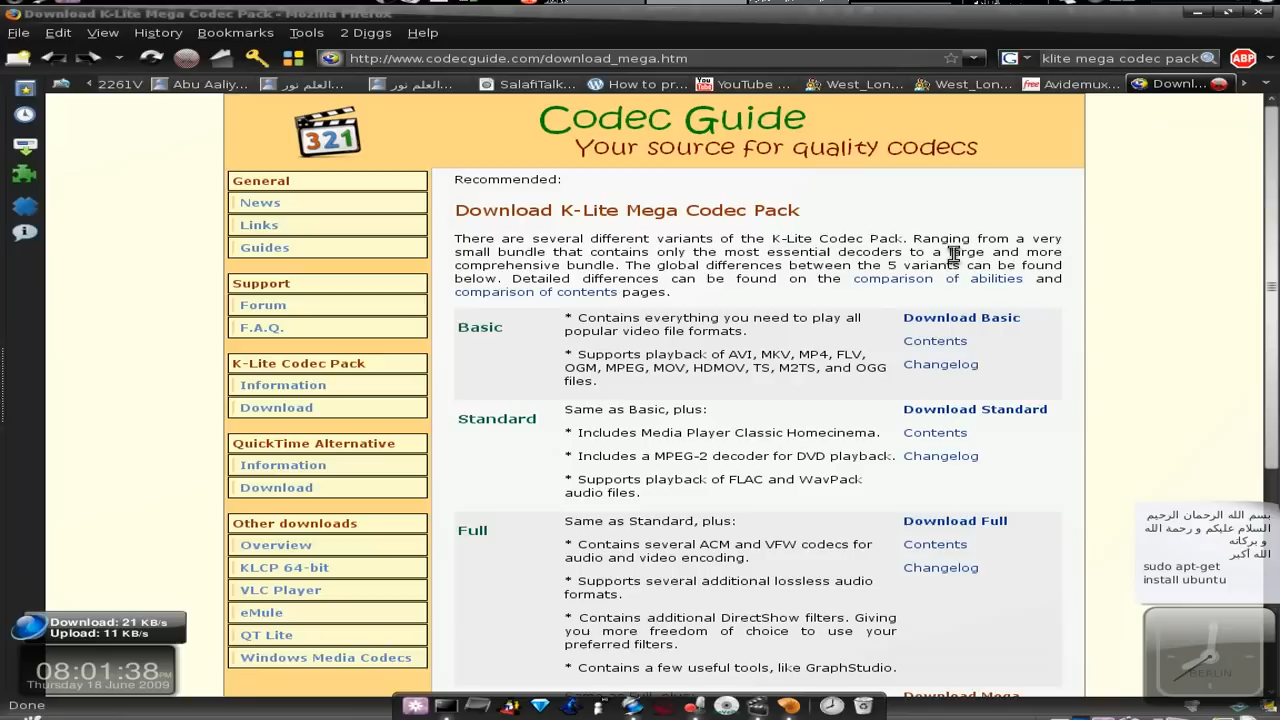 Download K-Lite Mega Codec Pack - Mozilla Firefox
File Edit View History Bookmarks Tools 2 Diggs Help
http://www.codecguide.com/download_mega.htm
klite mega codec pack
ABP
2261V
Abu Aaliy...
العلم نور...
العلم نور...
SalafiTalk...
How to pr...
YouTube ...
West_Lon...
West_Lon...
Avidemux...
Downl...
321
Codec Guide
Your source for quality codecs
General
News
Links
Guides
Support
Forum
F.A.Q.
K-Lite Codec Pack
Information
Download
QuickTime Alternative
Information
Download
Other downloads
Overview
KLCP 64-bit
VLC Player
eMule
QT Lite
Windows Media Codecs
Recommended:
Download K-Lite Mega Codec Pack
There are several different variants of the K-Lite Codec Pack. Ranging from a very
small bundle that contains only the most essential decoders to a large and more
comprehensive bundle. The global differences between the 5 variants can be found
below. Detailed differences can be found on the comparison of abilities and
comparison of contents pages.
Basic
* Contains everything you need to play all
popular video file formats.
* Supports playback of AVI, MKV, MP4, FLV,
OGM, MPEG, MOV, HDMOV, TS, M2TS, and OGG
files.
Download Basic
Contents
Changelog
Standard
Same as Basic, plus:
* Includes Media Player Classic Homecinema.
* Includes a MPEG-2 decoder for DVD playback.
* Supports playback of FLAC and WavPack
audio files.
Download Standard
Contents
Changelog
Full
Same as Standard, plus:
* Contains several ACM and VFW codecs for
audio and video encoding.
* Supports several additional lossless audio
formats.
* Contains additional DirectShow filters. Giving
you more freedom of choice to use your
preferred filters.
* Contains a few useful tools, like GraphStudio.
Download Full
Contents
Changelog
Download Mega
بسم الله الرحمان الرحيم
السلام عليكم و رحمة الله
و بركاته
الله أكبر
sudo apt-get
install ubuntu
BERLIN
Download: 21 KB/s
Upload: 11 KB/s
08:01:38 PM
Thursday 18 June 2009
Done